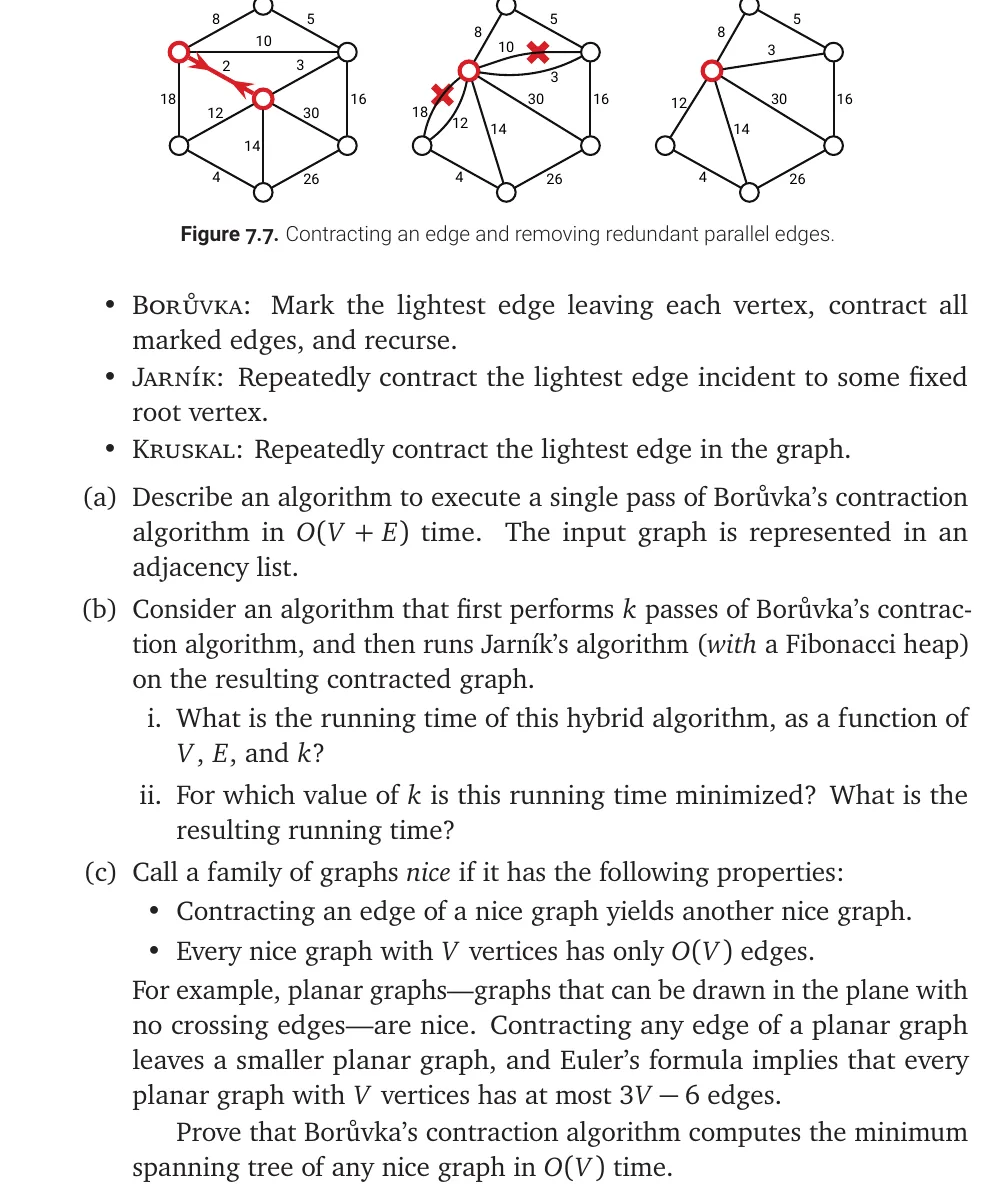 8 5 8 5 8 5
10 10 3
2 3 3
18 12 30 16 18 12 14 30 16 12 14 30 16
14
4 26 4 26 4 26
Figure 7.7. Contracting an edge and removing redundant parallel edges.
• BORŮVKA: Mark the lightest edge leaving each vertex, contract all
marked edges, and recurse.
• JARNÍK: Repeatedly contract the lightest edge incident to some fixed
root vertex.
• KRUSKAL: Repeatedly contract the lightest edge in the graph.
(a) Describe an algorithm to execute a single pass of Borůvka’s contraction
algorithm in O(V + E) time. The input graph is represented in an
adjacency list.
(b) Consider an algorithm that first performs k passes of Borůvka’s contrac-
tion algorithm, and then runs Jarník’s algorithm (with a Fibonacci heap)
on the resulting contracted graph.
i. What is the running time of this hybrid algorithm, as a function of
V, E, and k?
ii. For which value of k is this running time minimized? What is the
resulting running time?
(c) Call a family of graphs nice if it has the following properties:
• Contracting an edge of a nice graph yields another nice graph.
• Every nice graph with V vertices has only O(V) edges.
For example, planar graphs—graphs that can be drawn in the plane with
no crossing edges—are nice. Contracting any edge of a planar graph
leaves a smaller planar graph, and Euler’s formula implies that every
planar graph with V vertices has at most 3V − 6 edges.
Prove that Borůvka’s contraction algorithm computes the minimum
spanning tree of any nice graph in O(V) time.